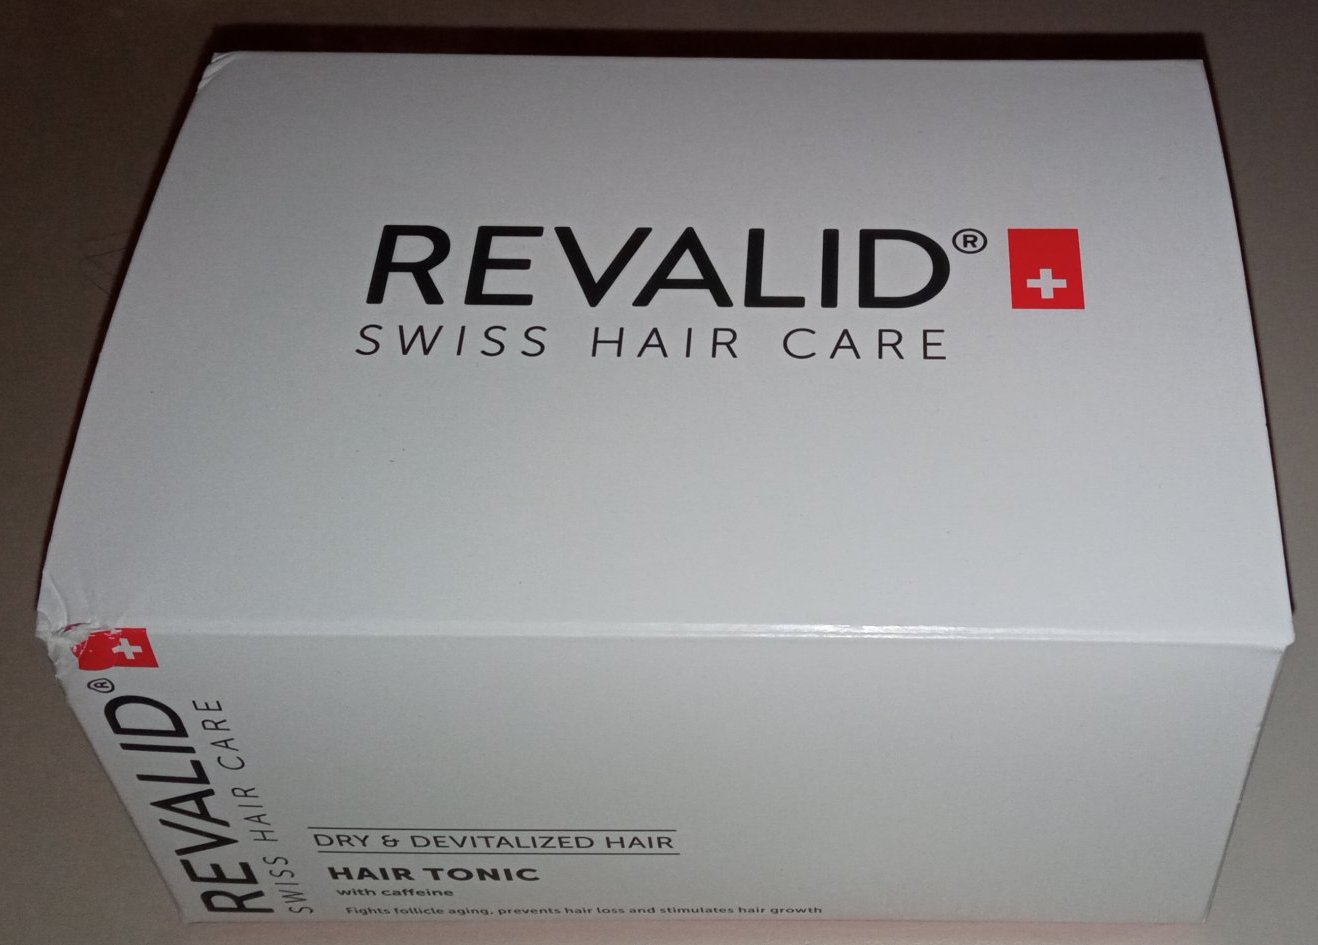 REVALID®
SWISS HAIR CARE
REVALID®
SWISS HAIR CARE
DRY & DEVITALIZED HAIR
HAIR TONIC
with caffeine
Fights follicle aging, prevents hair loss and stimulates hair growth